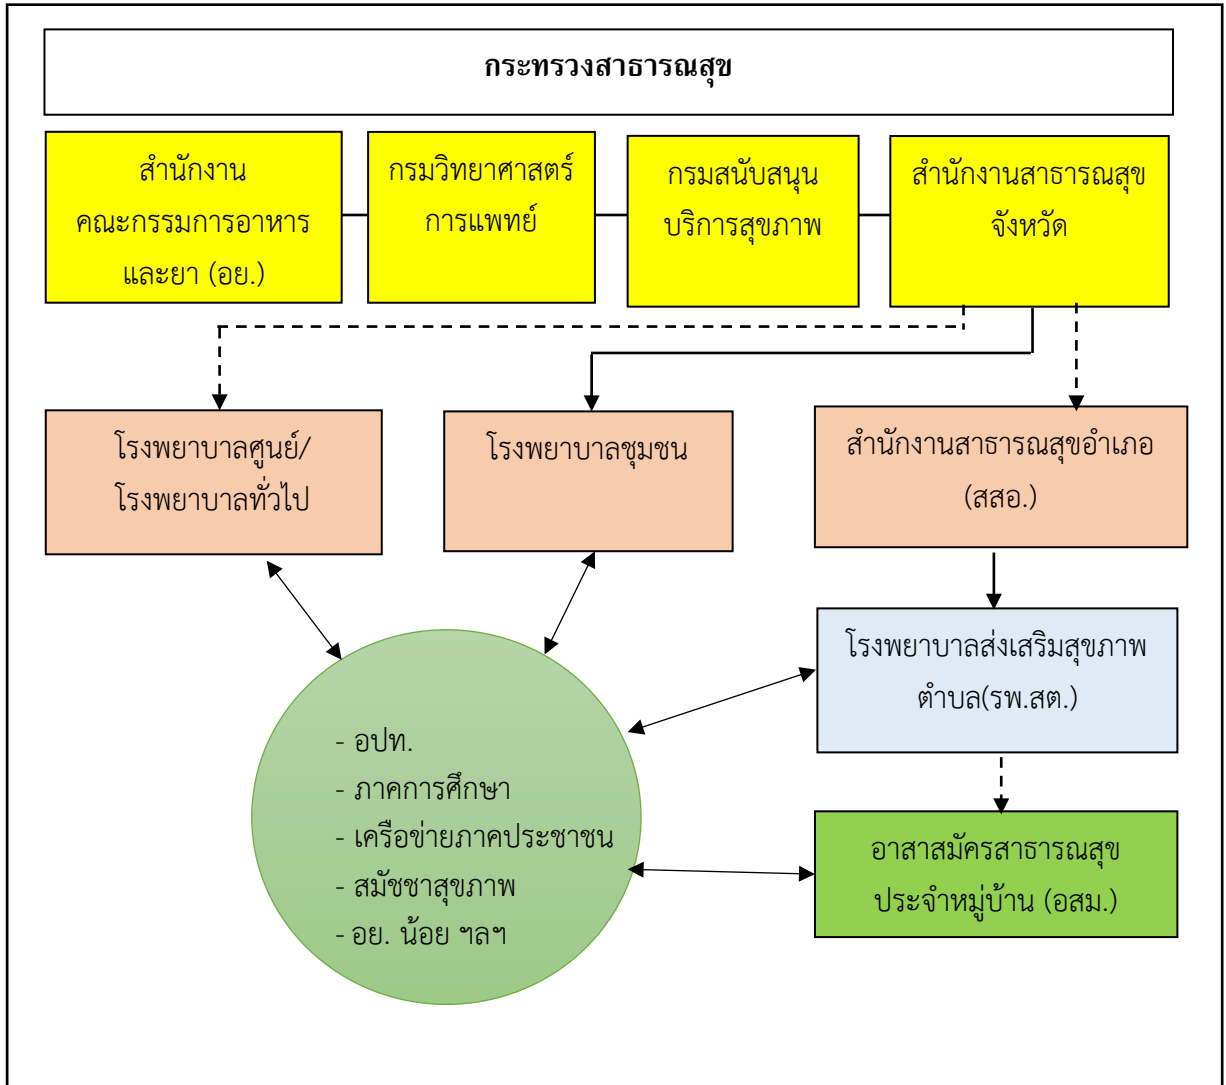 กระทรวงสาธารณสุข
สำนักงาน
คณะกรรมการอาหาร
และยา (อย.)
กรมวิทยาศาสตร์
การแพทย์
กรมสนับสนุน
บริการสุขภาพ
สำนักงานสาธารณสุข
จังหวัด
โรงพยาบาลศูนย์/
โรงพยาบาลทั่วไป
โรงพยาบาลชุมชน
สำนักงานสาธารณสุขอำเภอ
(สสอ.)
โรงพยาบาลส่งเสริมสุขภาพ
ตำบล(รพ.สต.)
- อปท.
- ภาคการศึกษา
- เครือข่ายภาคประชาชน
- สมัชชาสุขภาพ
- อย. น้อย ฯลฯ
อาสาสมัครสาธารณสุข
ประจำหมู่บ้าน (อสม.)